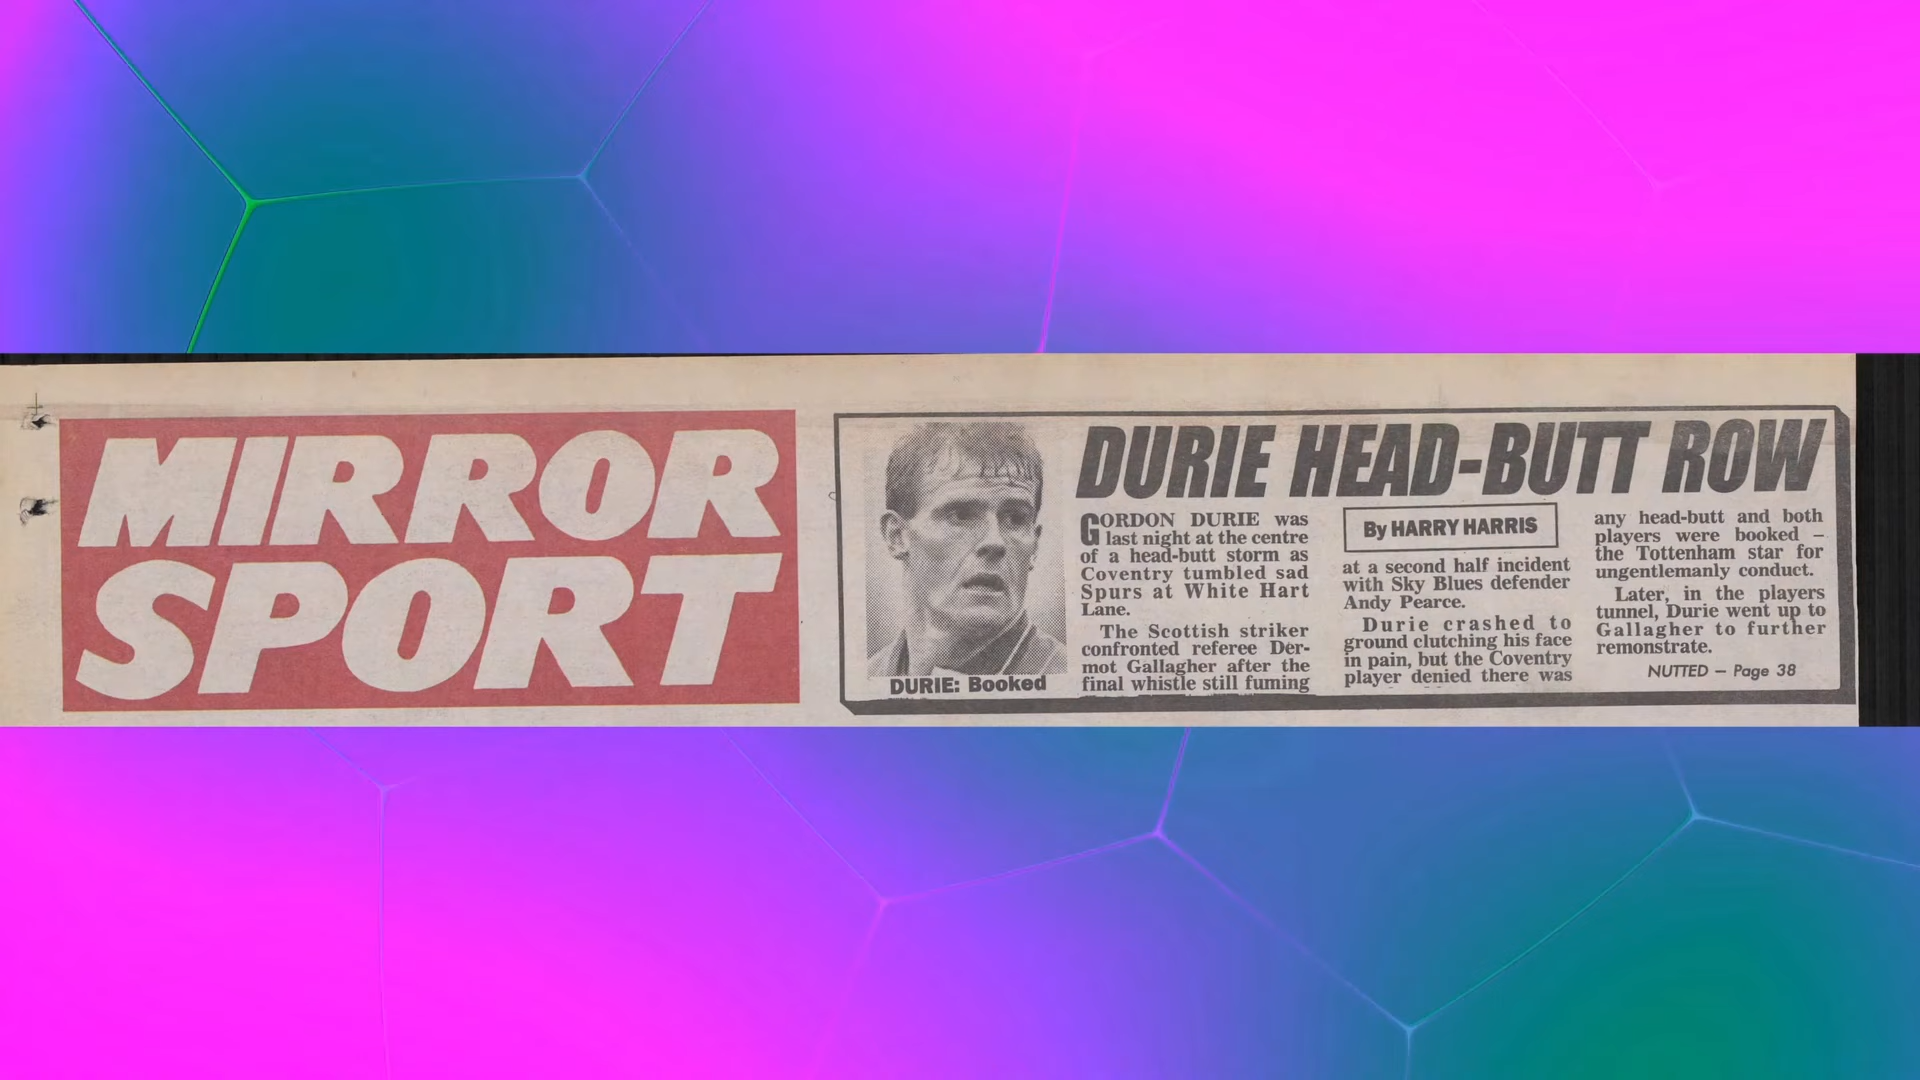 MIRROR
SPORT
DURIE: Booked
DURIE HEAD-BUTT ROW
GORDON DURIE was
last night at the centre
of a head-butt storm as
Coventry tumbled sad
Spurs at White Hart
Lane.
The Scottish striker
confronted referee Der-
mot Gallagher after the
final whistle still fuming
By HARRY HARRIS
at a second half incident
with Sky Blues defender
Andy Pearce.
Durie crashed to
ground clutching his face
in pain, but the Coventry
player denied there was
any head-butt and both
players were booked –
the Tottenham star for
ungentlemanly conduct.
Later, in the players
tunnel, Durie went up to
Gallagher to further
remonstrate.
NUTTED – Page 38